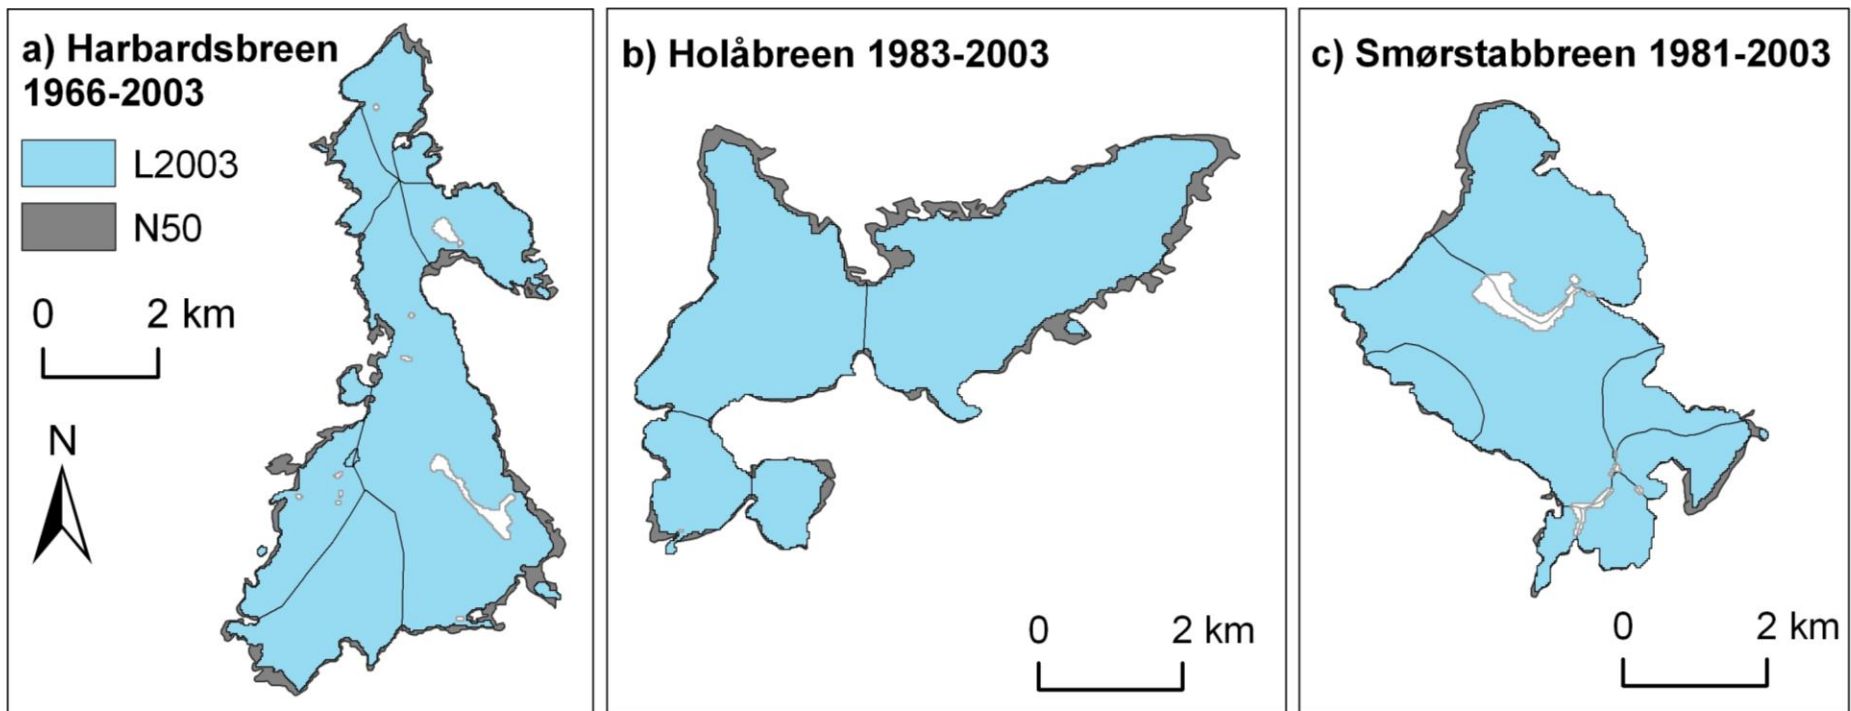 a) Harbardsbreen
1966-2003
L2003
N50
0 2 km
N
b) Holåbreen 1983-2003
0 2 km
c) Smørstabbreen 1981-2003
0 2 km